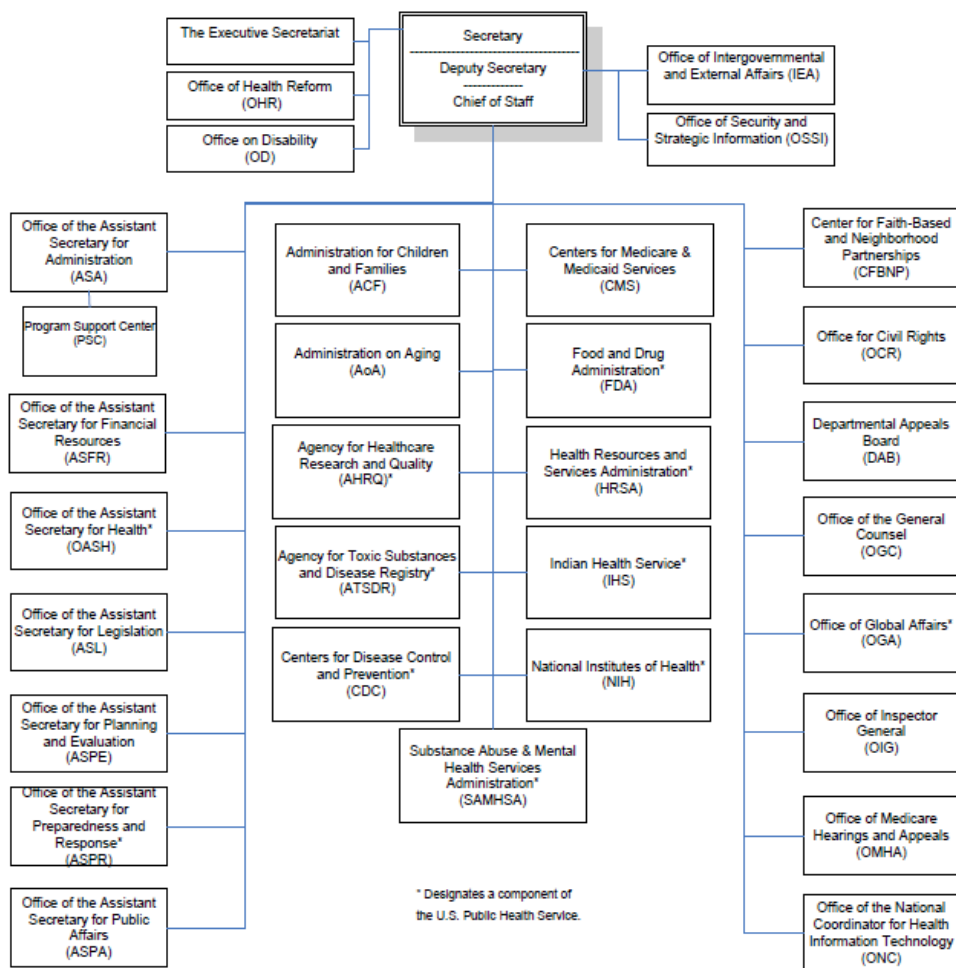 The Executive Secretariat
Office of Health Reform
(OHR)
Office on Disability
(OD)
Secretary
Deputy Secretary
Chief of Staff
Office of Intergovernmental
and External Affairs (IEA)
Office of Security and
Strategic Information (OSSI)
Office of the Assistant
Secretary for
Administration
(ASA)
Program Support Center
(PSC)
Office of the Assistant
Secretary for Financial
Resources
(ASFR)
Office of the Assistant
Secretary for Health*
(OASH)
Office of the Assistant
Secretary for Legislation
(ASL)
Office of the Assistant
Secretary for Planning
and Evaluation
(ASPE)
Office of the Assistant
Secretary for
Preparedness and
Response*
(ASPR)
Office of the Assistant
Secretary for Public
Affairs
(ASPA)
Administration for Children
and Families
(ACF)
Administration on Aging
(AoA)
Agency for Healthcare
Research and Quality
(AHRQ)*
Agency for Toxic Substances
and Disease Registry*
(ATSDR)
Centers for Disease Control
and Prevention*
(CDC)
Centers for Medicare &
Medicaid Services
(CMS)
Food and Drug
Administration*
(FDA)
Health Resources and
Services Administration*
(HRSA)
Indian Health Service*
(IHS)
National Institutes of Health*
(NIH)
Substance Abuse & Mental
Health Services
Administration*
(SAMHSA)
* Designates a component of
the U.S. Public Health Service.
Center for Faith-Based
and Neighborhood
Partnerships
(CFBNP)
Office for Civil Rights
(OCR)
Departmental Appeals
Board
(DAB)
Office of the General
Counsel
(OGC)
Office of Global Affairs*
(OGA)
Office of Inspector
General
(OIG)
Office of Medicare
Hearings and Appeals
(OMHA)
Office of the National
Coordinator for Health
Information Technology
(ONC)